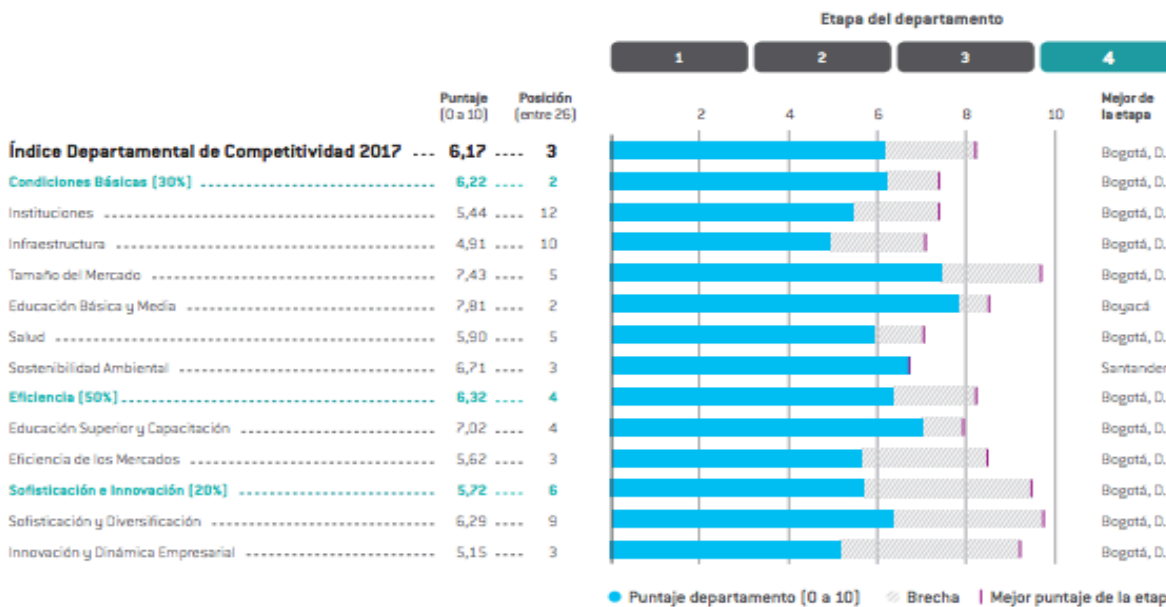 Etapa del departamento
1 2 3 4
Puntaje (0 a 10) Posición (entre 26) 2 4 6 8 10 Mejor de la etapa
Índice Departamental de Competitividad 2017 ---- 6,17 ---- 3 Bogotá, D.
Condiciones Básicas (30%) ---- 6,22 ---- 2 Bogotá, D.
Instituciones ---- 5,44 ---- 12 Bogotá, D.
Infraestructura ---- 4,91 ---- 10 Bogotá, D.
Tamaño del Mercado ---- 7,43 ---- 5 Bogotá, D.
Educación Básica y Media ---- 7,81 ---- 2 Boyacá
Salud ---- 5,90 ---- 5 Bogotá, D.
Sostenibilidad Ambiental ---- 6,71 ---- 3 Santander
Eficiencia (50%) ---- 6,32 ---- 4 Bogotá, D.
Educación Superior y Capacitación ---- 7,02 ---- 4 Bogotá, D.
Eficiencia de los Mercados ---- 5,62 ---- 3 Bogotá, D.
Sofisticación e Innovación (20%) ---- 5,72 ---- 6 Bogotá, D.
Sofisticación y Diversificación ---- 6,29 ---- 9 Bogotá, D.
Innovación y Dinámica Empresarial ---- 5,15 ---- 3 Bogotá, D.
Puntaje departamento (0 a 10) Brecha Mejor puntaje de la etap